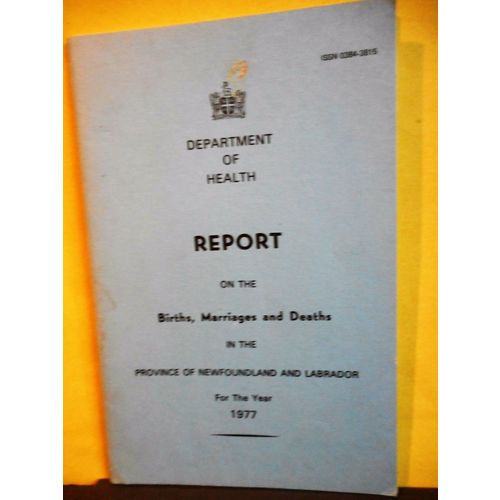 ISSN 0384-3815
DEPARTMENT
OF
HEALTH
REPORT
ON THE
Births, Marriages and Deaths
IN THE
PROVINCE OF NEWFOUNDLAND AND LABRADOR
For The Year
1977